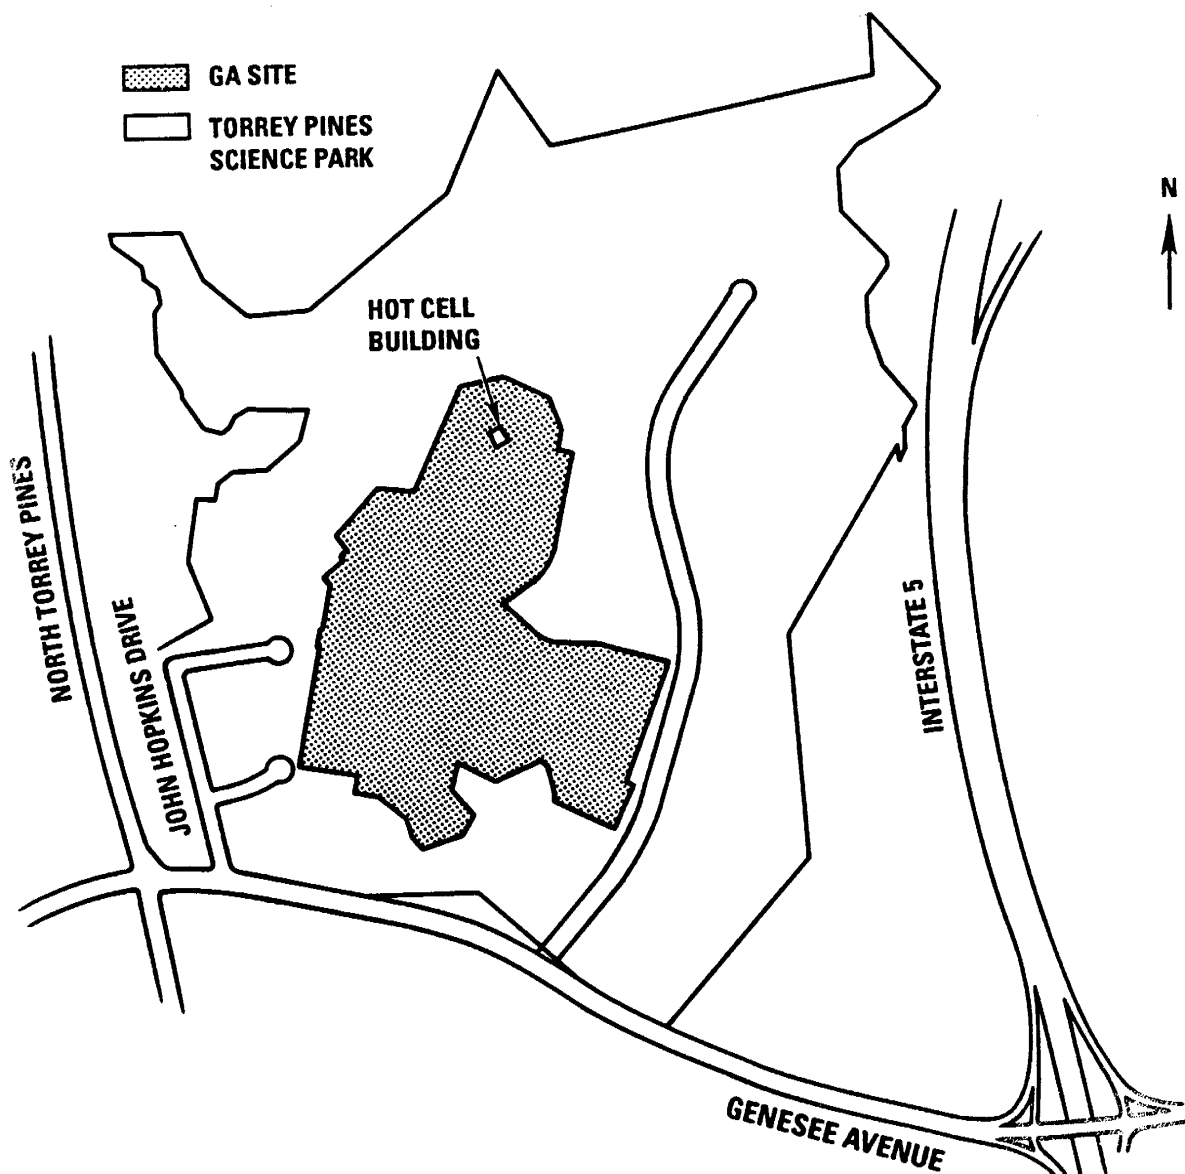 GA SITE
TORREY PINES
SCIENCE PARK
N
HOT CELL
BUILDING
NORTH TORREY PINES
JOHN HOPKINS DRIVE
INTERSTATE 5
GENESEE AVENUE